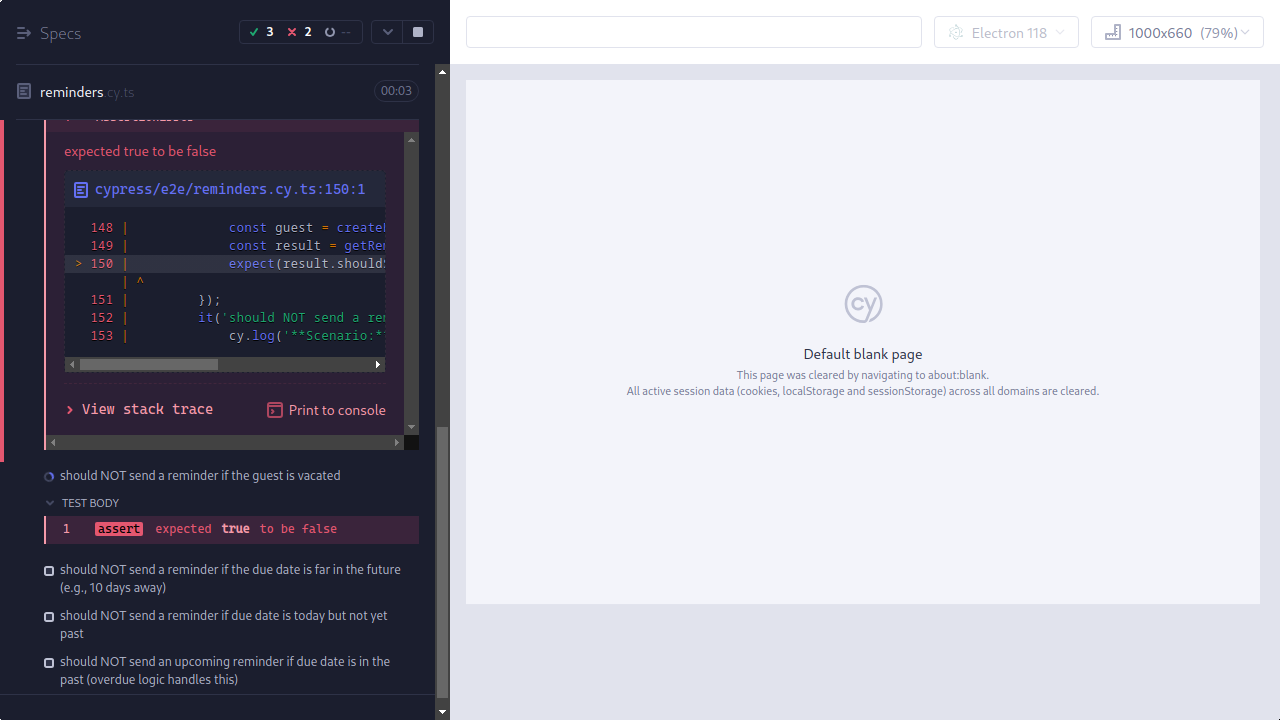 Specs
3
2
--
Electron 118
1000x660 (79%)
reminders.cy.ts
00:03
expected true to be false
cypress/e2e/reminders.cy.ts:150:1
148 | const guest = create
149 | const result = getRe
> 150 | expect(result.should
| ^
151 | });
152 | it('should NOT send a re
153 | cy.log('**Scenario:*
View stack trace
Print to console
should NOT send a reminder if the guest is vacated
TEST BODY
1 assert expected true to be false
should NOT send a reminder if the due date is far in the future
(e.g., 10 days away)
should NOT send a reminder if due date is today but not yet
past
should NOT send an upcoming reminder if due date is in the
past (overdue logic handles this)
cy
Default blank page
This page was cleared by navigating to about:blank.
All active session data (cookies, localStorage and sessionStorage) across all domains are cleared.